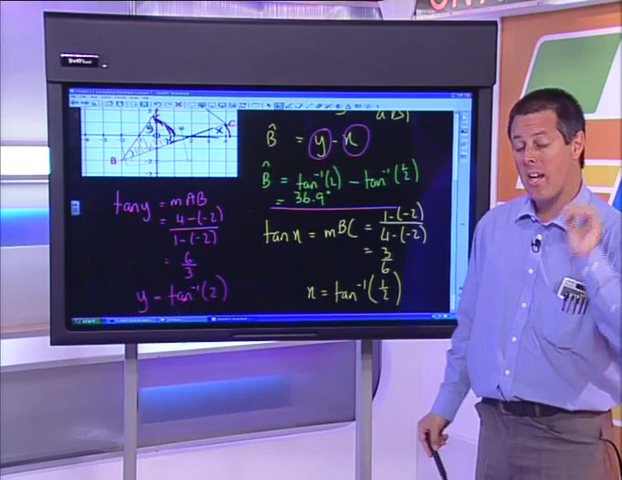 B̂ = y - x
B̂ = tan⁻¹(2) - tan⁻¹(1/2)
= 36.9°
tan y = mAB
= 4-(-2)/1-(-2)
= 6/3
y = tan⁻¹(2)
tan x = mBC = 1-(-2)/4-(-2)
= 3/6
x = tan⁻¹(1/2)
B
y
x
C